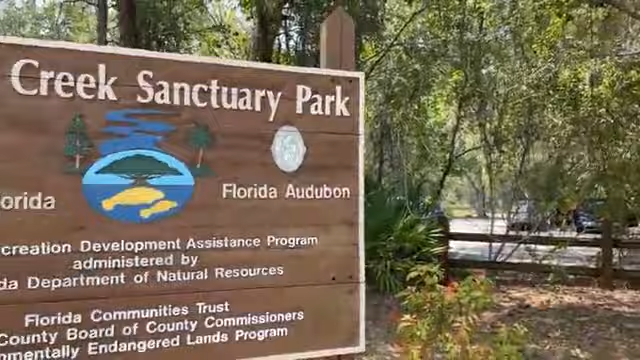 Creek Sanctuary Park
orida
Florida Audubon
creation Development Assistance Program
administered by
da Department of Natural Resources
Florida Communities Trust
County Board of County Commissioners
nmentally Endangered Lands Program